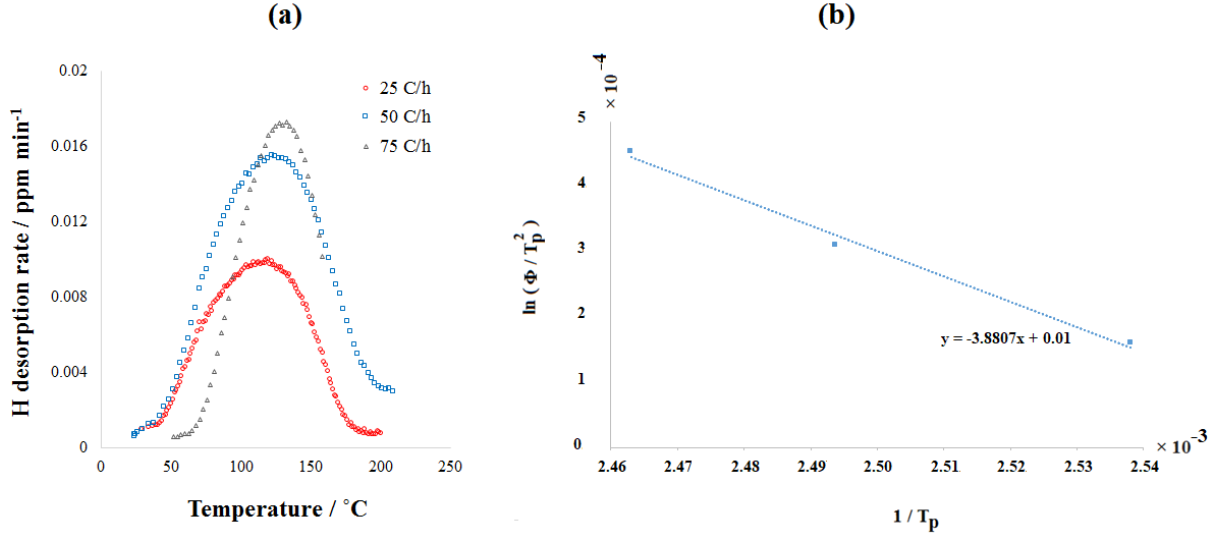 (a)
H desorption rate / ppm min⁻¹
0.02
0.016
0.012
0.008
0.004
0
25 C/h
50 C/h
75 C/h
0 50 100 150 200 250
Temperature / °C
(b)
× 10⁻⁴
ln ( Φ / Tₚ² )
5
4
3
2
1
0
y = -3.8807x + 0.01
2.46 2.47 2.48 2.49 2.50 2.51 2.52 2.53 2.54
× 10⁻³
1 / Tₚ